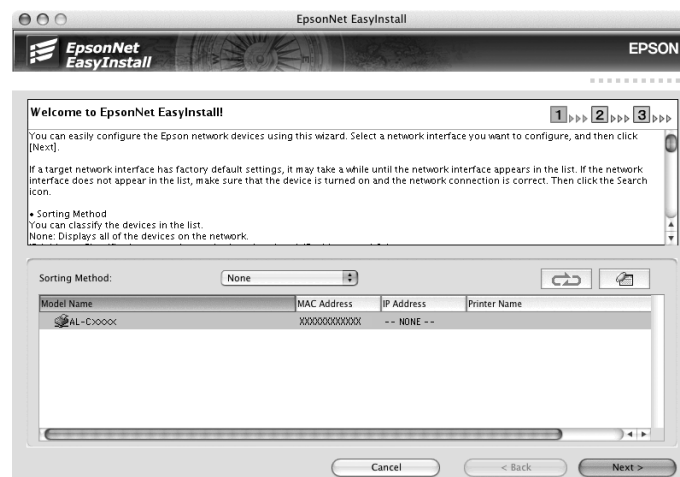 EpsonNet EasyInstall
EpsonNet
EasyInstall
EPSON
Welcome to EpsonNet EasyInstall!
1 2 3
You can easily configure the Epson network devices using this wizard. Select a network interface you want to configure, and then click
[Next].
If a target network interface has factory default settings, it may take a while until the network interface appears in the list. If the network
interface does not appear in the list, make sure that the device is turned on and the network connection is correct. Then click the Search
icon.
• Sorting Method
You can classify the devices in the list.
None: Displays all of the devices on the network.
Sorting Method:
None
Model Name MAC Address IP Address Printer Name
AL-CXXXX XXXXXXXXXXXX -- NONE --
Cancel < Back Next >